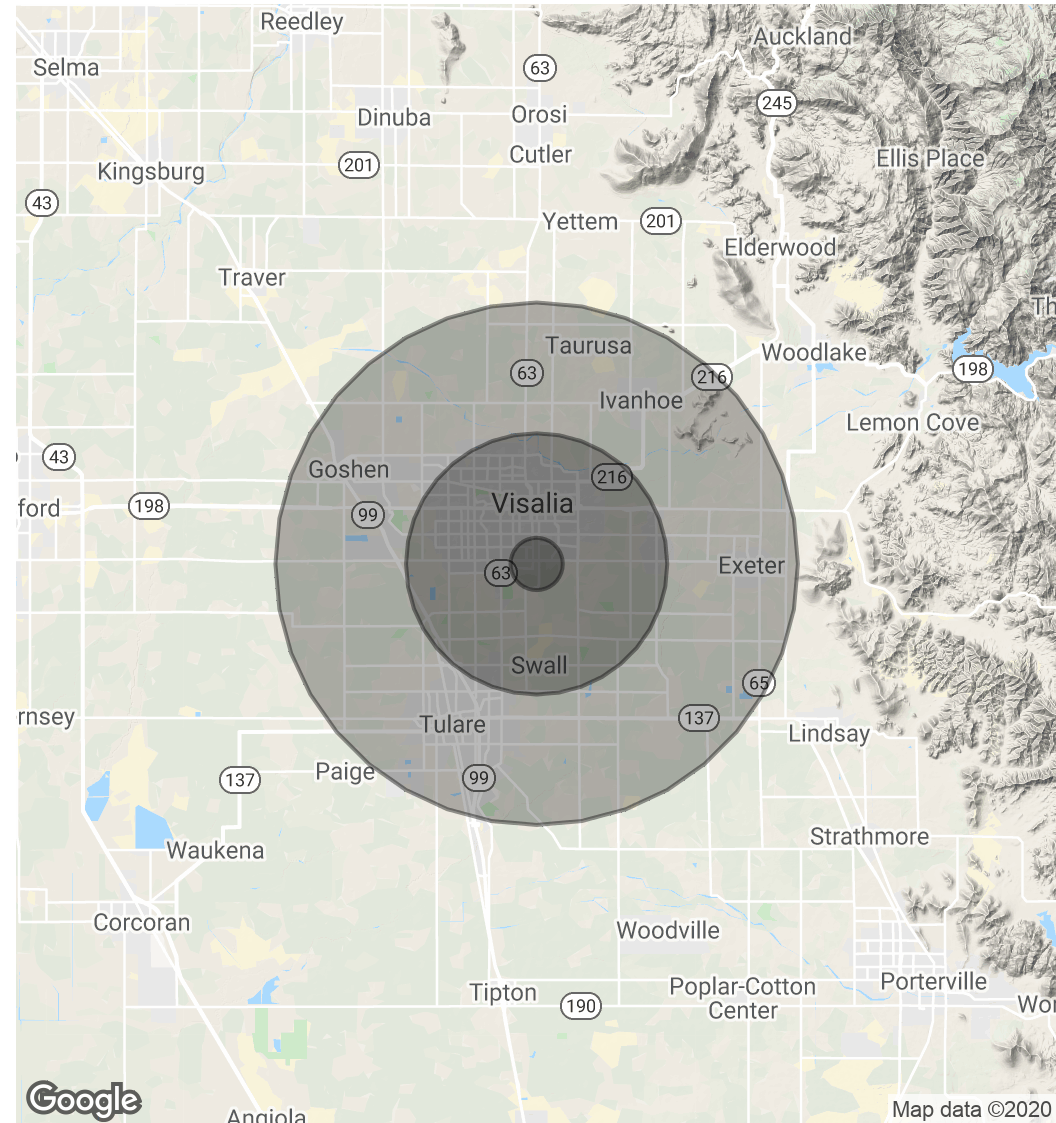 Reedley
Auckland
Selma
63
245
Dinuba
Orosi
Cutler
Ellis Place
201
Kingsburg
43
Yettem
201
Elderwood
Traver
Th
Taurusa
Woodlake
63
216
198
Ivanhoe
Lemon Cove
43
Goshen
216
Visalia
ford
198
99
63
Exeter
Swall
65
rnsey
Tulare
137
Lindsay
Paige
137
99
Waukena
Strathmore
Corcoran
Woodville
Tipton
Poplar-Cotton
Center
Porterville
190
Wor
Google
Angiola
Map data ©2020